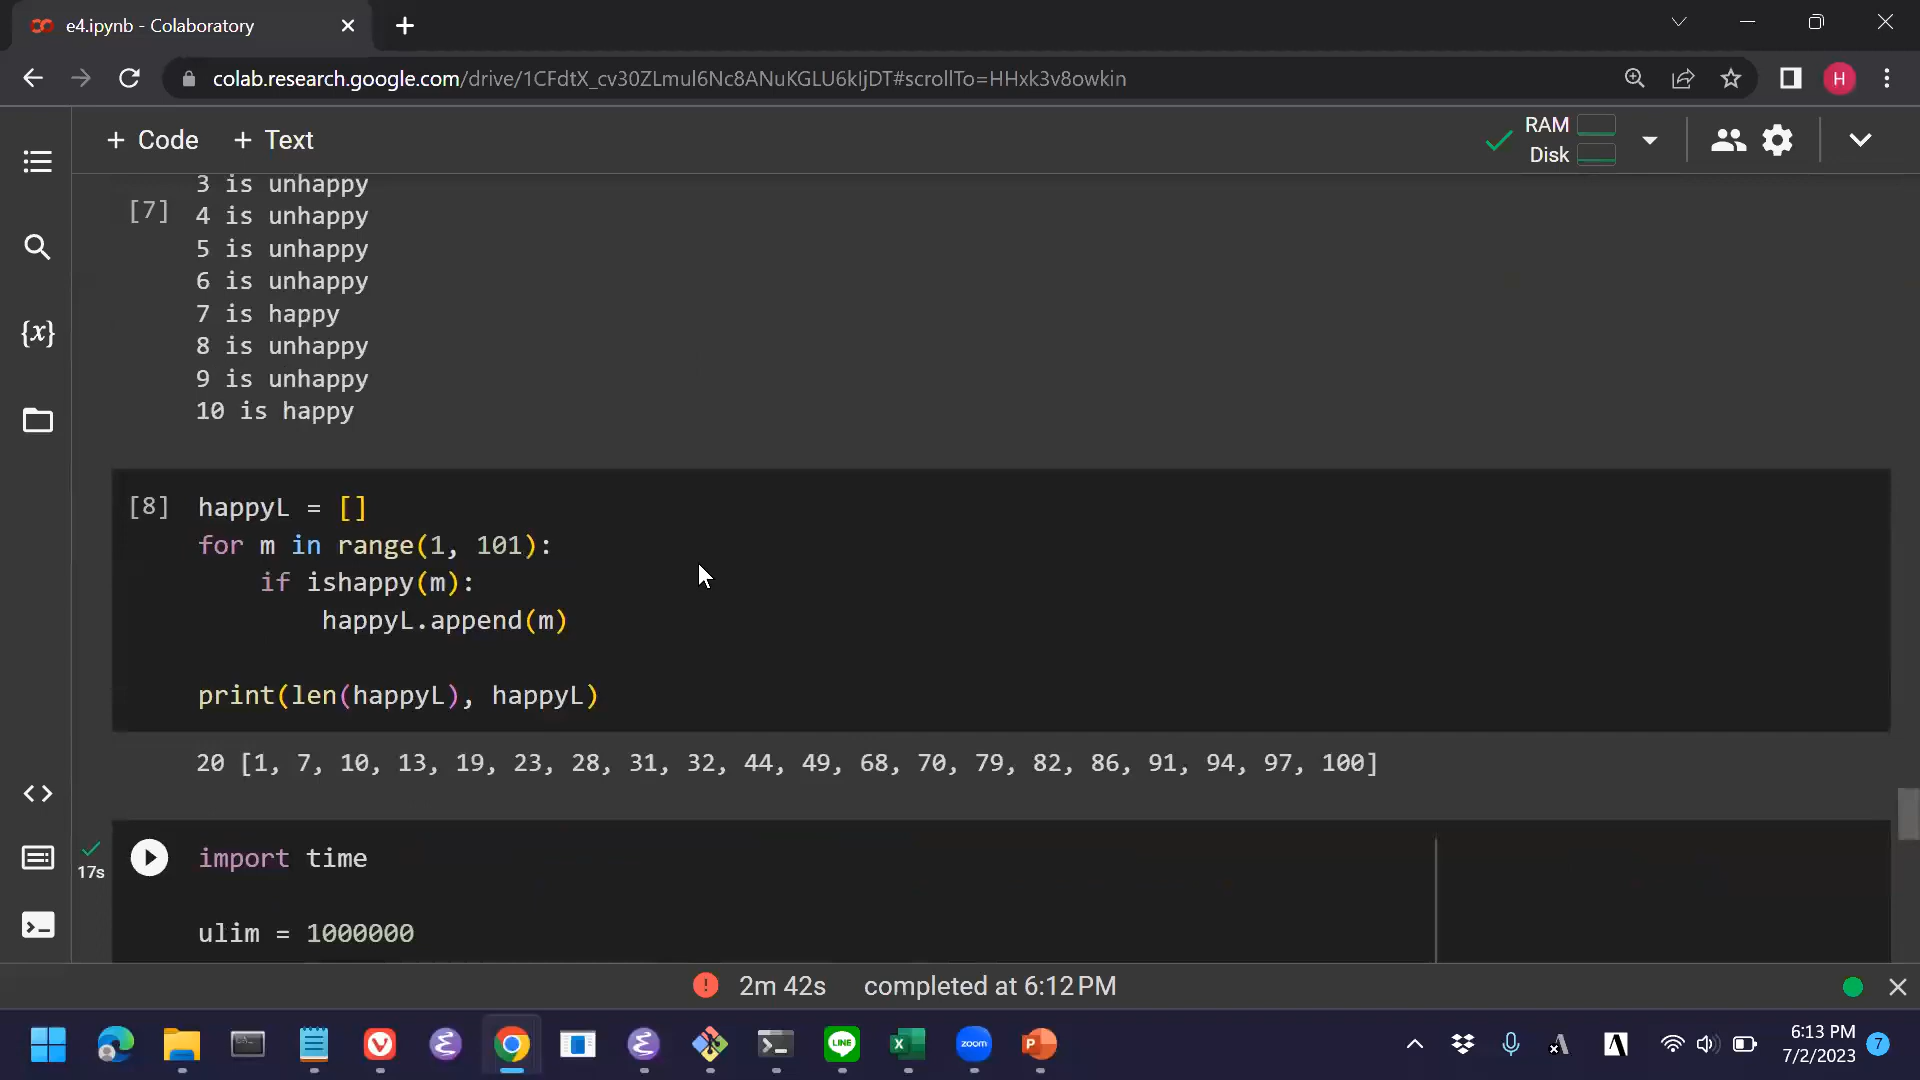 e4.ipynb - Colaboratory
colab.research.google.com/drive/1CFdtX_cv30ZLmul6Nc8ANuKGLU6kIjDT#scrollTo=HHxk3v8owkin
H
+ Code + Text
RAM
Disk
3 is unhappy
[7] 4 is unhappy
5 is unhappy
6 is unhappy
7 is happy
8 is unhappy
9 is unhappy
10 is happy
{x}
[8] happyL = []
for m in range(1, 101):
if ishappy(m):
happyL.append(m)
print(len(happyL), happyL)
20 [1, 7, 10, 13, 19, 23, 28, 31, 32, 44, 49, 68, 70, 79, 82, 86, 91, 94, 97, 100]
17s import time
ulim = 1000000
2m 42s completed at 6:12 PM
LINE
zoom
6:13 PM
7/2/2023
7